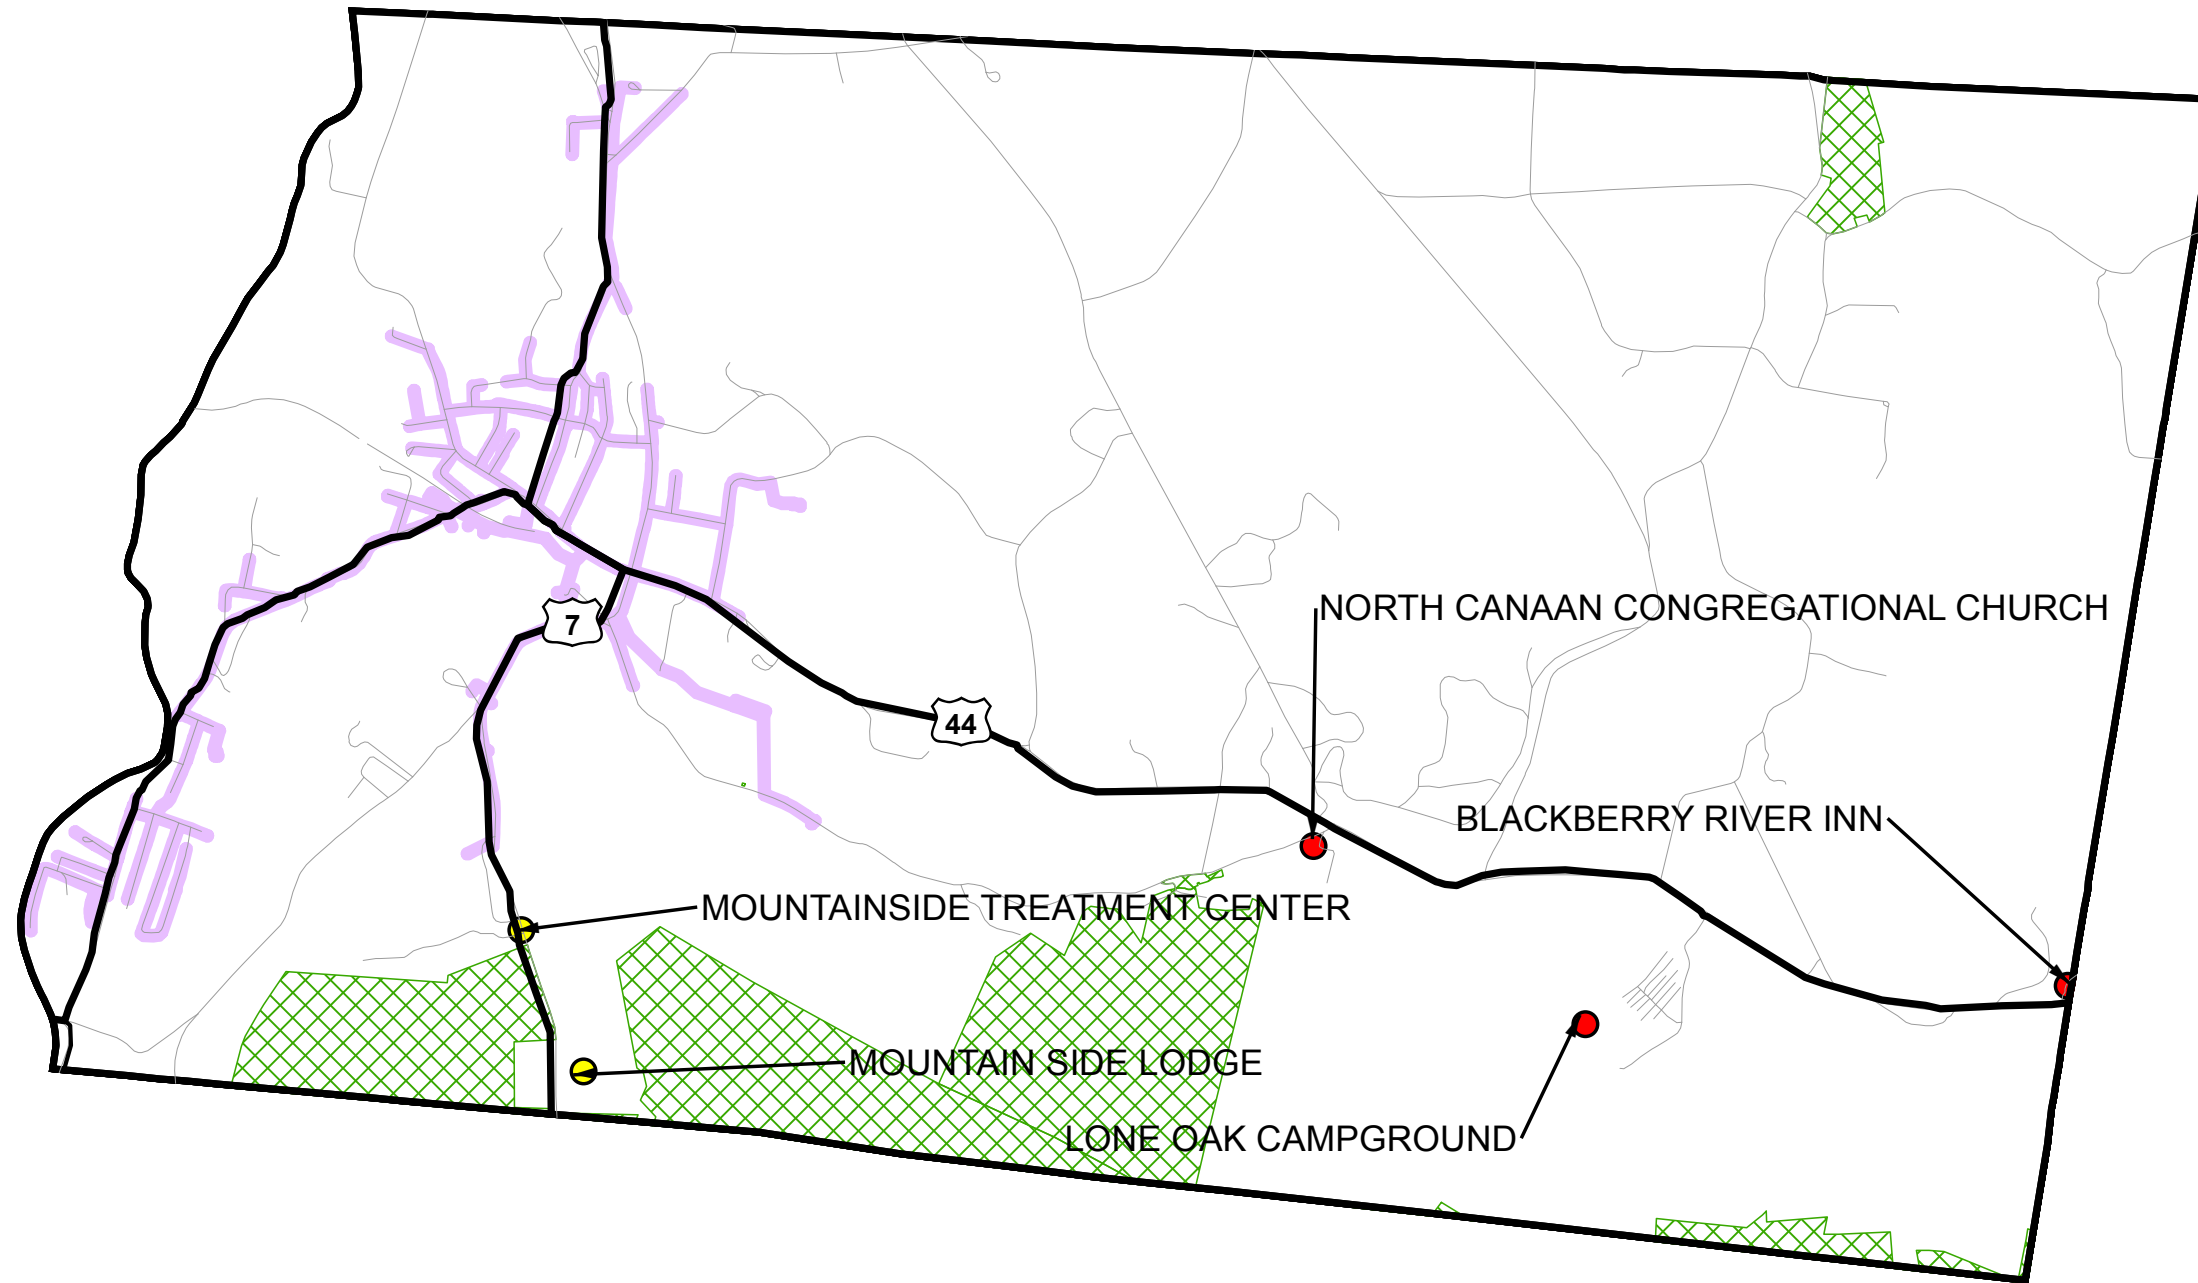 NORTH CANAAN CONGREGATIONAL CHURCH
7
44
BLACKBERRY RIVER INN
MOUNTAINSIDE TREATMENT CENTER
MOUNTAIN SIDE LODGE
LONE OAK CAMPGROUND